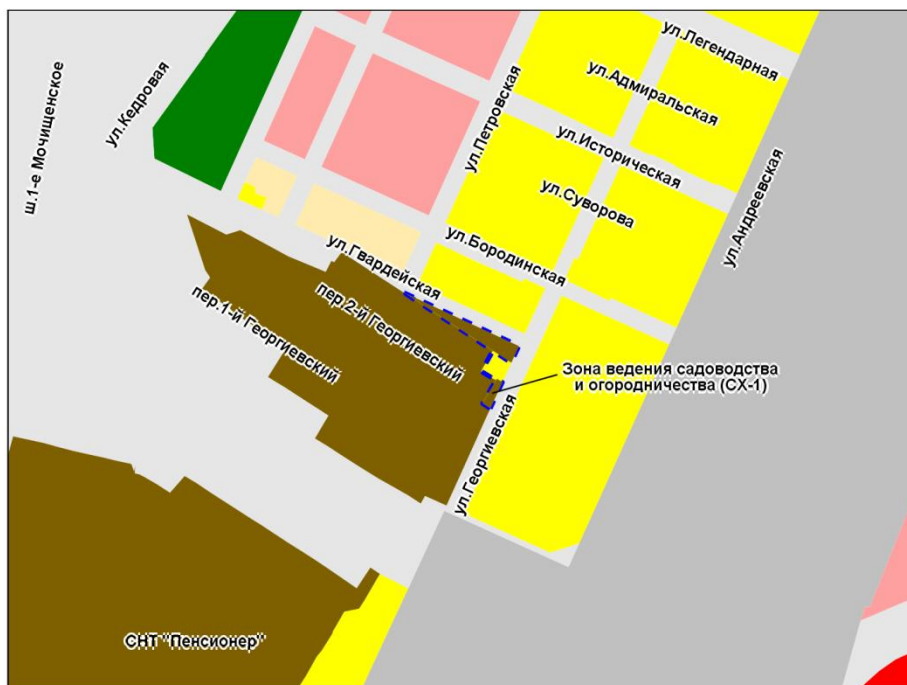 ул.Легендарная
ул.Кедровая
ул.Адмиральская
ул.Петровская
ш.1-е Мочищенское
ул.Историческая
ул.Суворова
ул.Андреевская
ул.Бородинская
ул.Гвардейская
пер.2-й Георгиевский
пер.1-й Георгиевский
Зона ведения садоводства
и огородничества (СХ-1)
ул.Георгиевская
СНТ "Пенсионер"